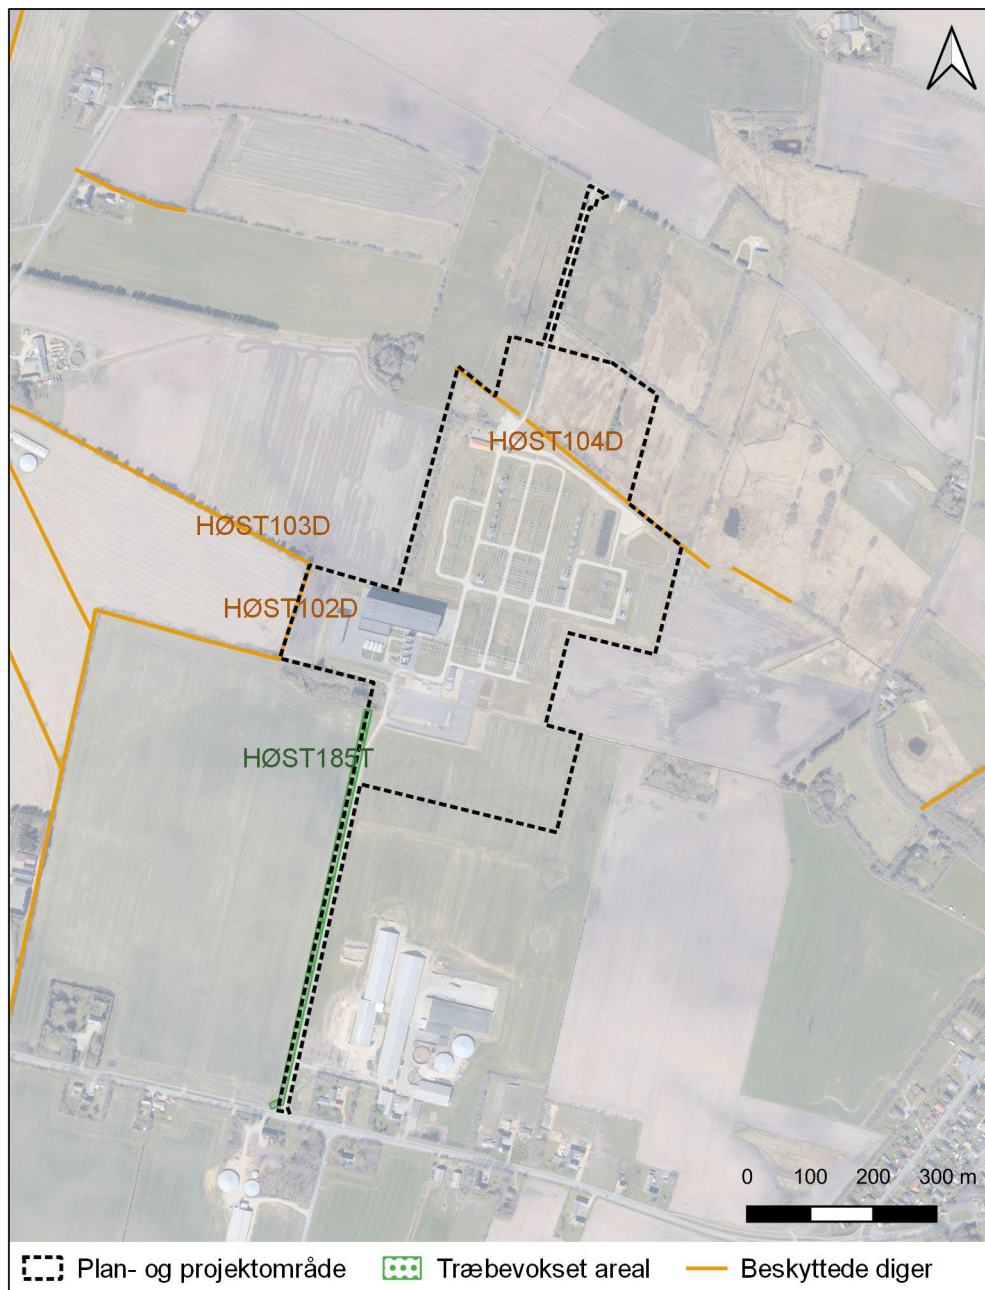 HØST104D
HØST103D
HØST102D
HØST185T
0 100 200 300 m
Plan- og projektområde Træbevokset areal Beskyttede diger